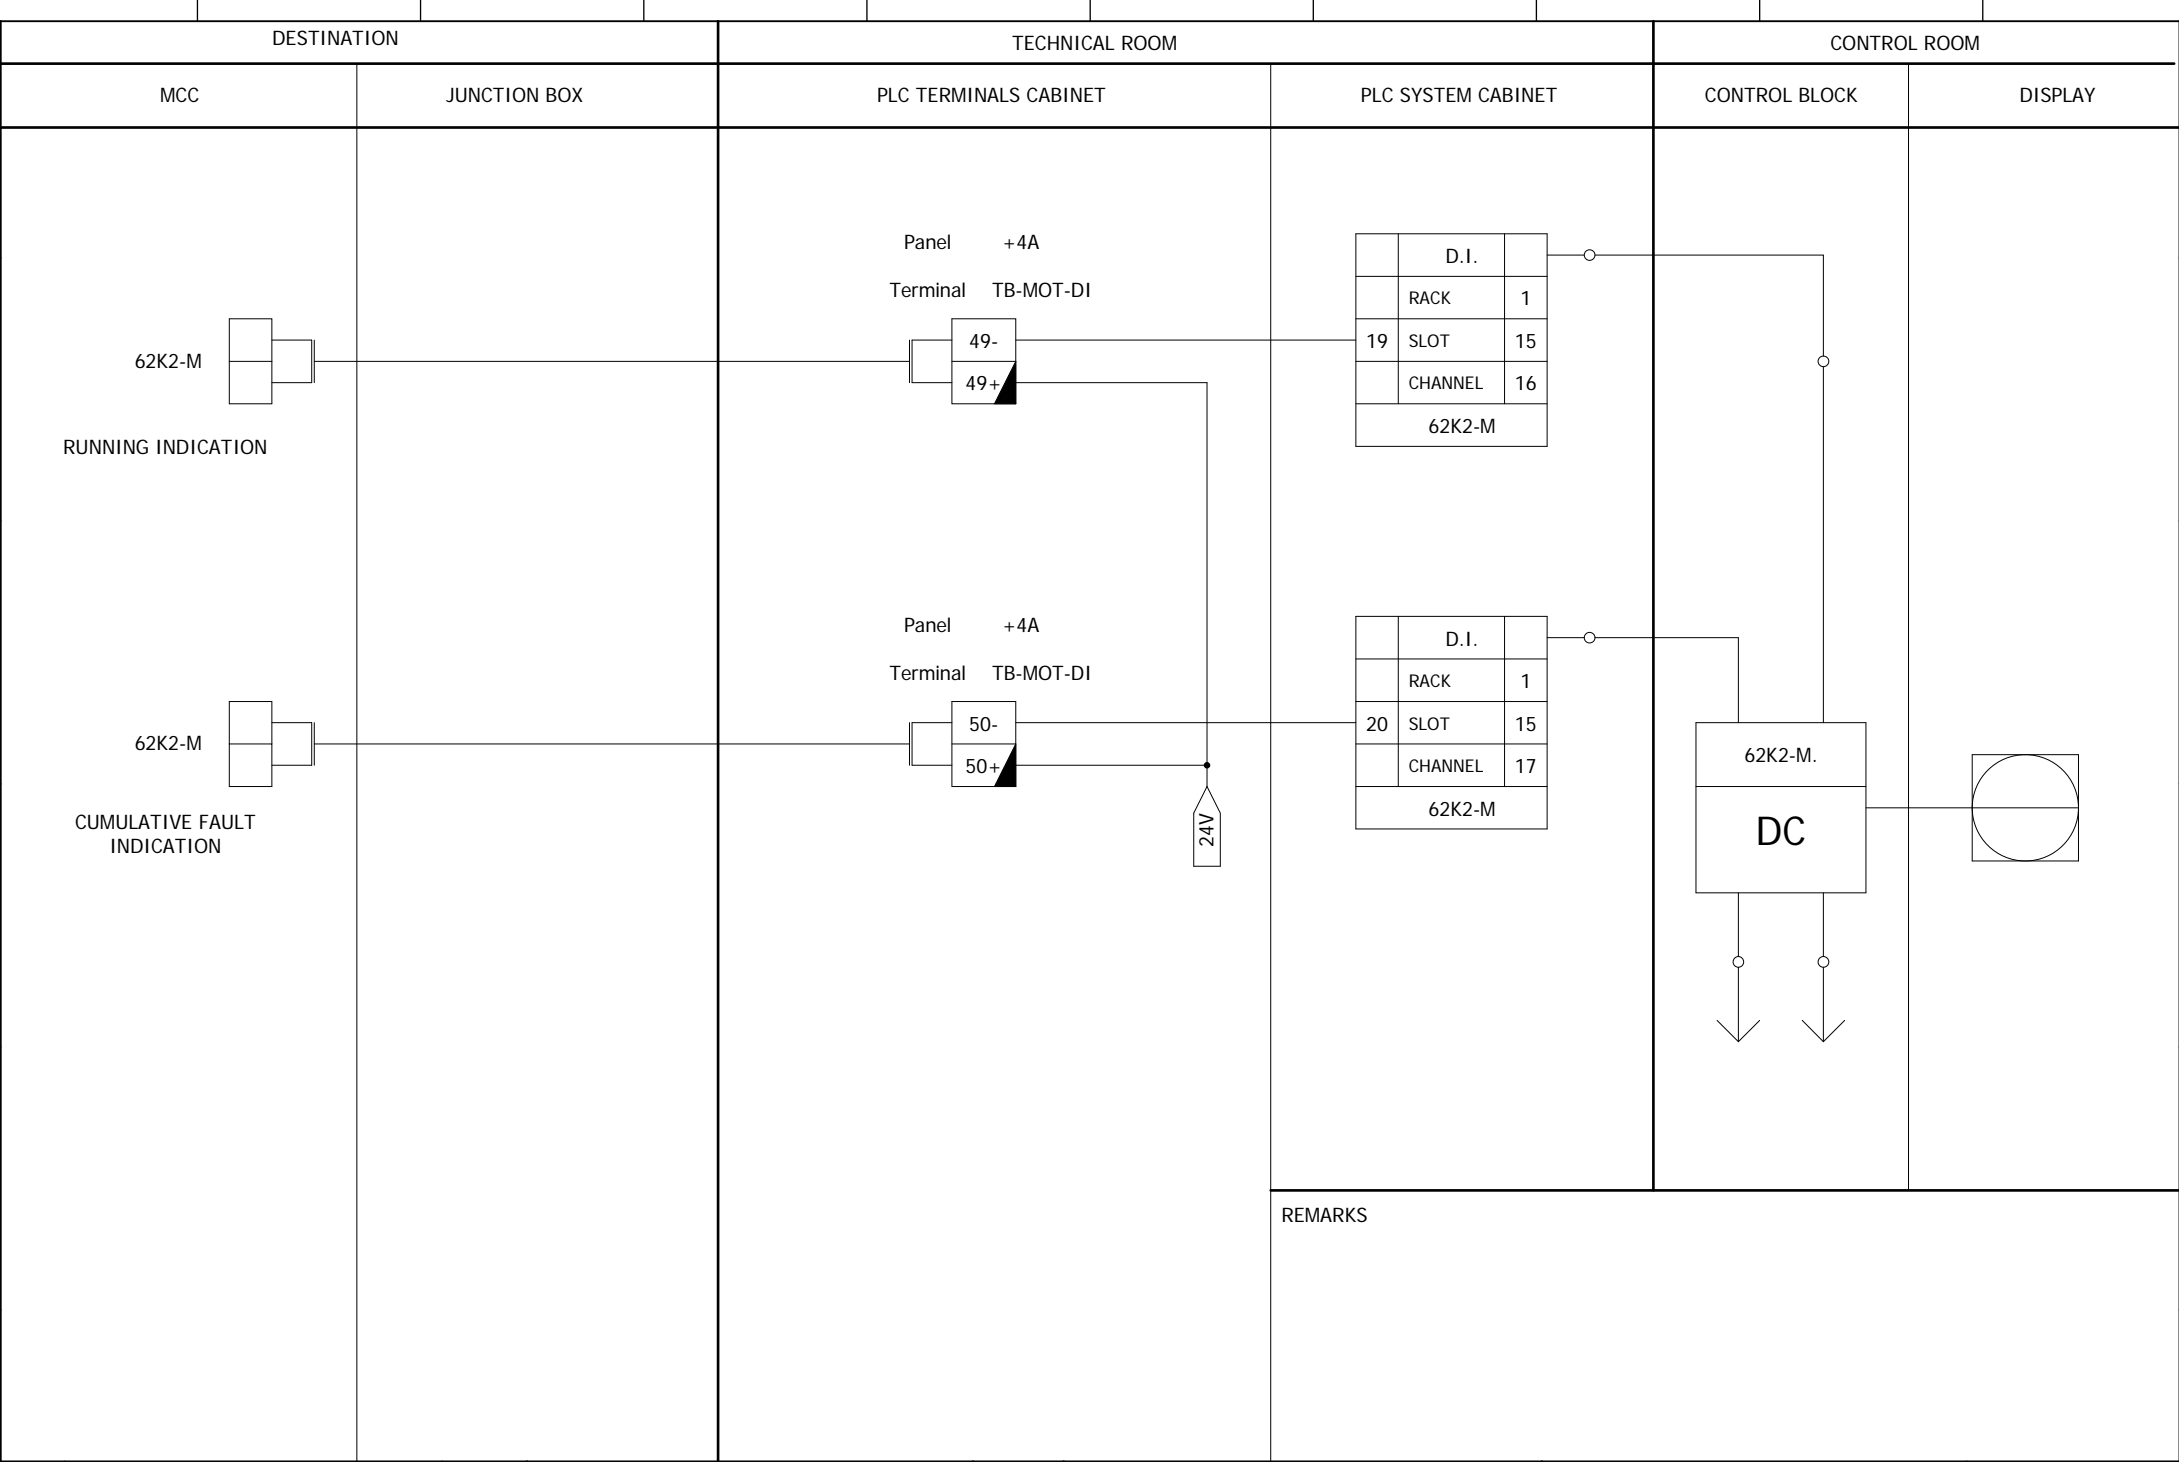 DESTINATION
TECHNICAL ROOM
CONTROL ROOM
MCC
JUNCTION BOX
PLC TERMINALS CABINET
PLC SYSTEM CABINET
CONTROL BLOCK
DISPLAY
62K2-M
RUNNING INDICATION
Panel +4A
Terminal TB-MOT-DI
49-
49+
D.I.
RACK 1
19 SLOT 15
CHANNEL 16
62K2-M
62K2-M
CUMULATIVE FAULT
INDICATION
Panel +4A
Terminal TB-MOT-DI
50-
50+
24V
D.I.
RACK 1
20 SLOT 15
CHANNEL 17
62K2-M
62K2-M.
DC
REMARKS